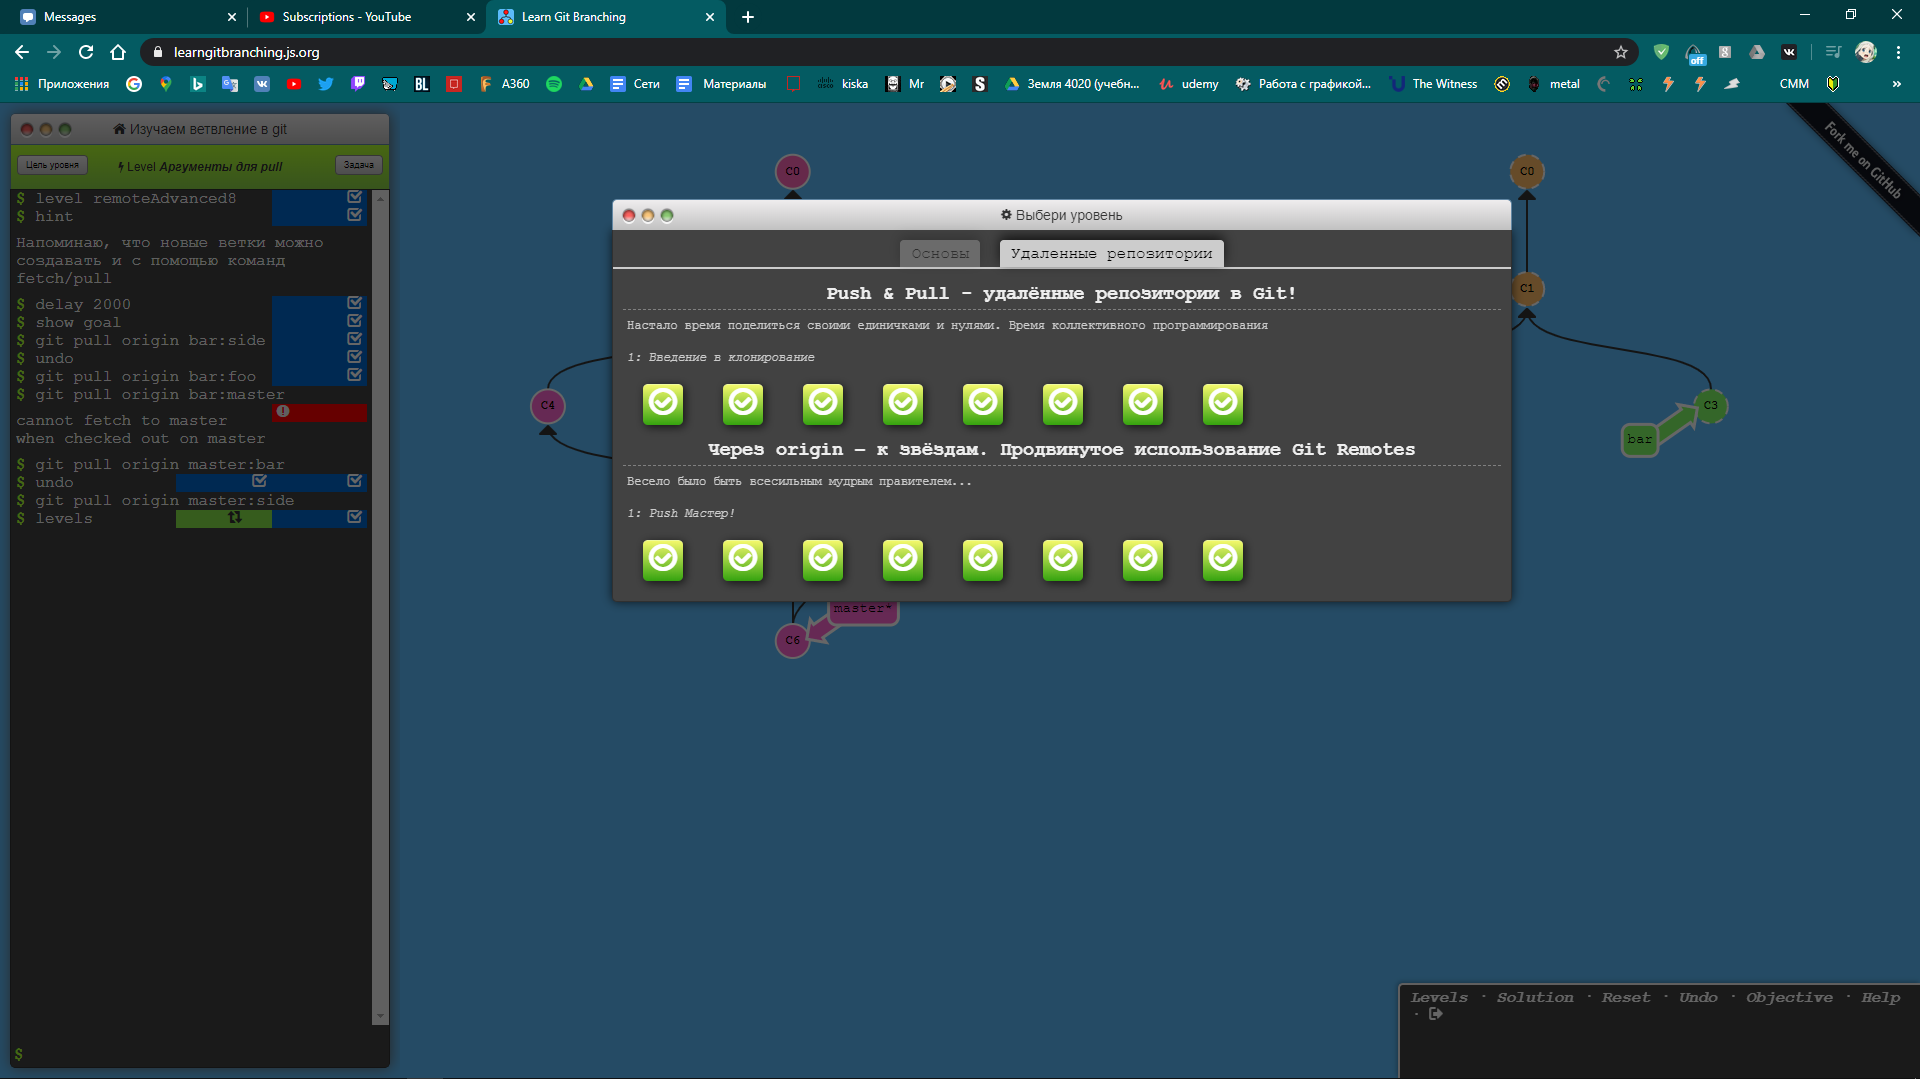 Messages
Subscriptions - YouTube
Learn Git Branching
learngitbranching.js.org
off
Приложения
BL
A360
Сети
Материалы
kiska
Mr
Земля 4020 (учебн...
udemy
Работа с графикой...
The Witness
metal
СММ
»
Изучаем ветвление в git
Цель уровня
Level Аргументы для pull
Задача
$ level remoteAdvanced8
$ hint
Напоминаю, что новые ветки можно
создавать и с помощью команд
fetch/pull
$ delay 2000
$ show goal
$ git pull origin bar:side
$ undo
$ git pull origin bar:foo
$ git pull origin bar:master
cannot fetch to master
when checked out on master
$ git pull origin master:bar
$ undo
$ git pull origin master:side
$ levels
$
C0
C4
master*
C6
C0
C1
C3
bar
Fork me on GitHub
Выбери уровень
Основы
Удаленные репозитории
Push & Pull - удалённые репозитории в Git!
Настало время поделиться своими единичками и нулями. Время коллективного программирования
1: Введение в клонирование
Через origin – к звёздам. Продвинутое использование Git Remotes
Весело было быть всесильным мудрым правителем...
1: Push Мастер!
Levels · Solution · Reset · Undo · Objective · Help
·